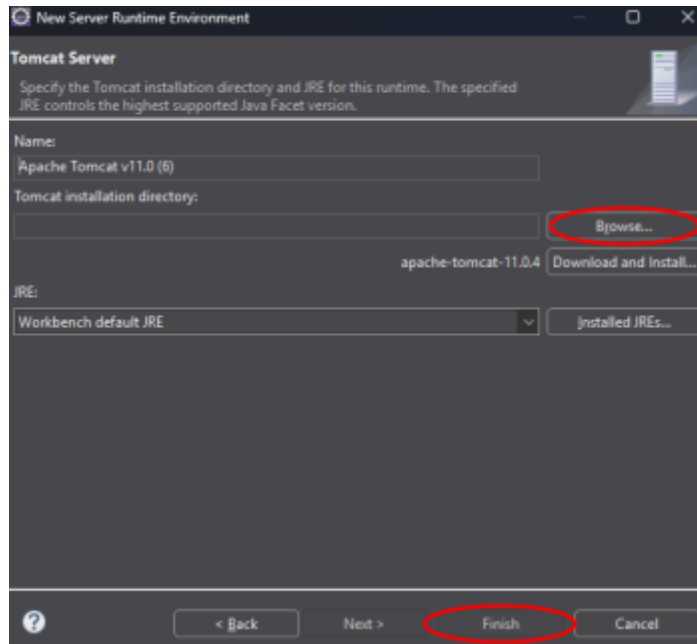 New Server Runtime Environment
Tomcat Server
Specify the Tomcat installation directory and JRE for this runtime. The specified
JRE controls the highest supported Java Facet version.
Name:
Apache Tomcat v11.0 (6)
Tomcat installation directory:
Browse...
apache-tomcat-11.0.4 Download and Install...
JRE:
Workbench default JRE Installed JREs...
? < Back Next > Finish Cancel